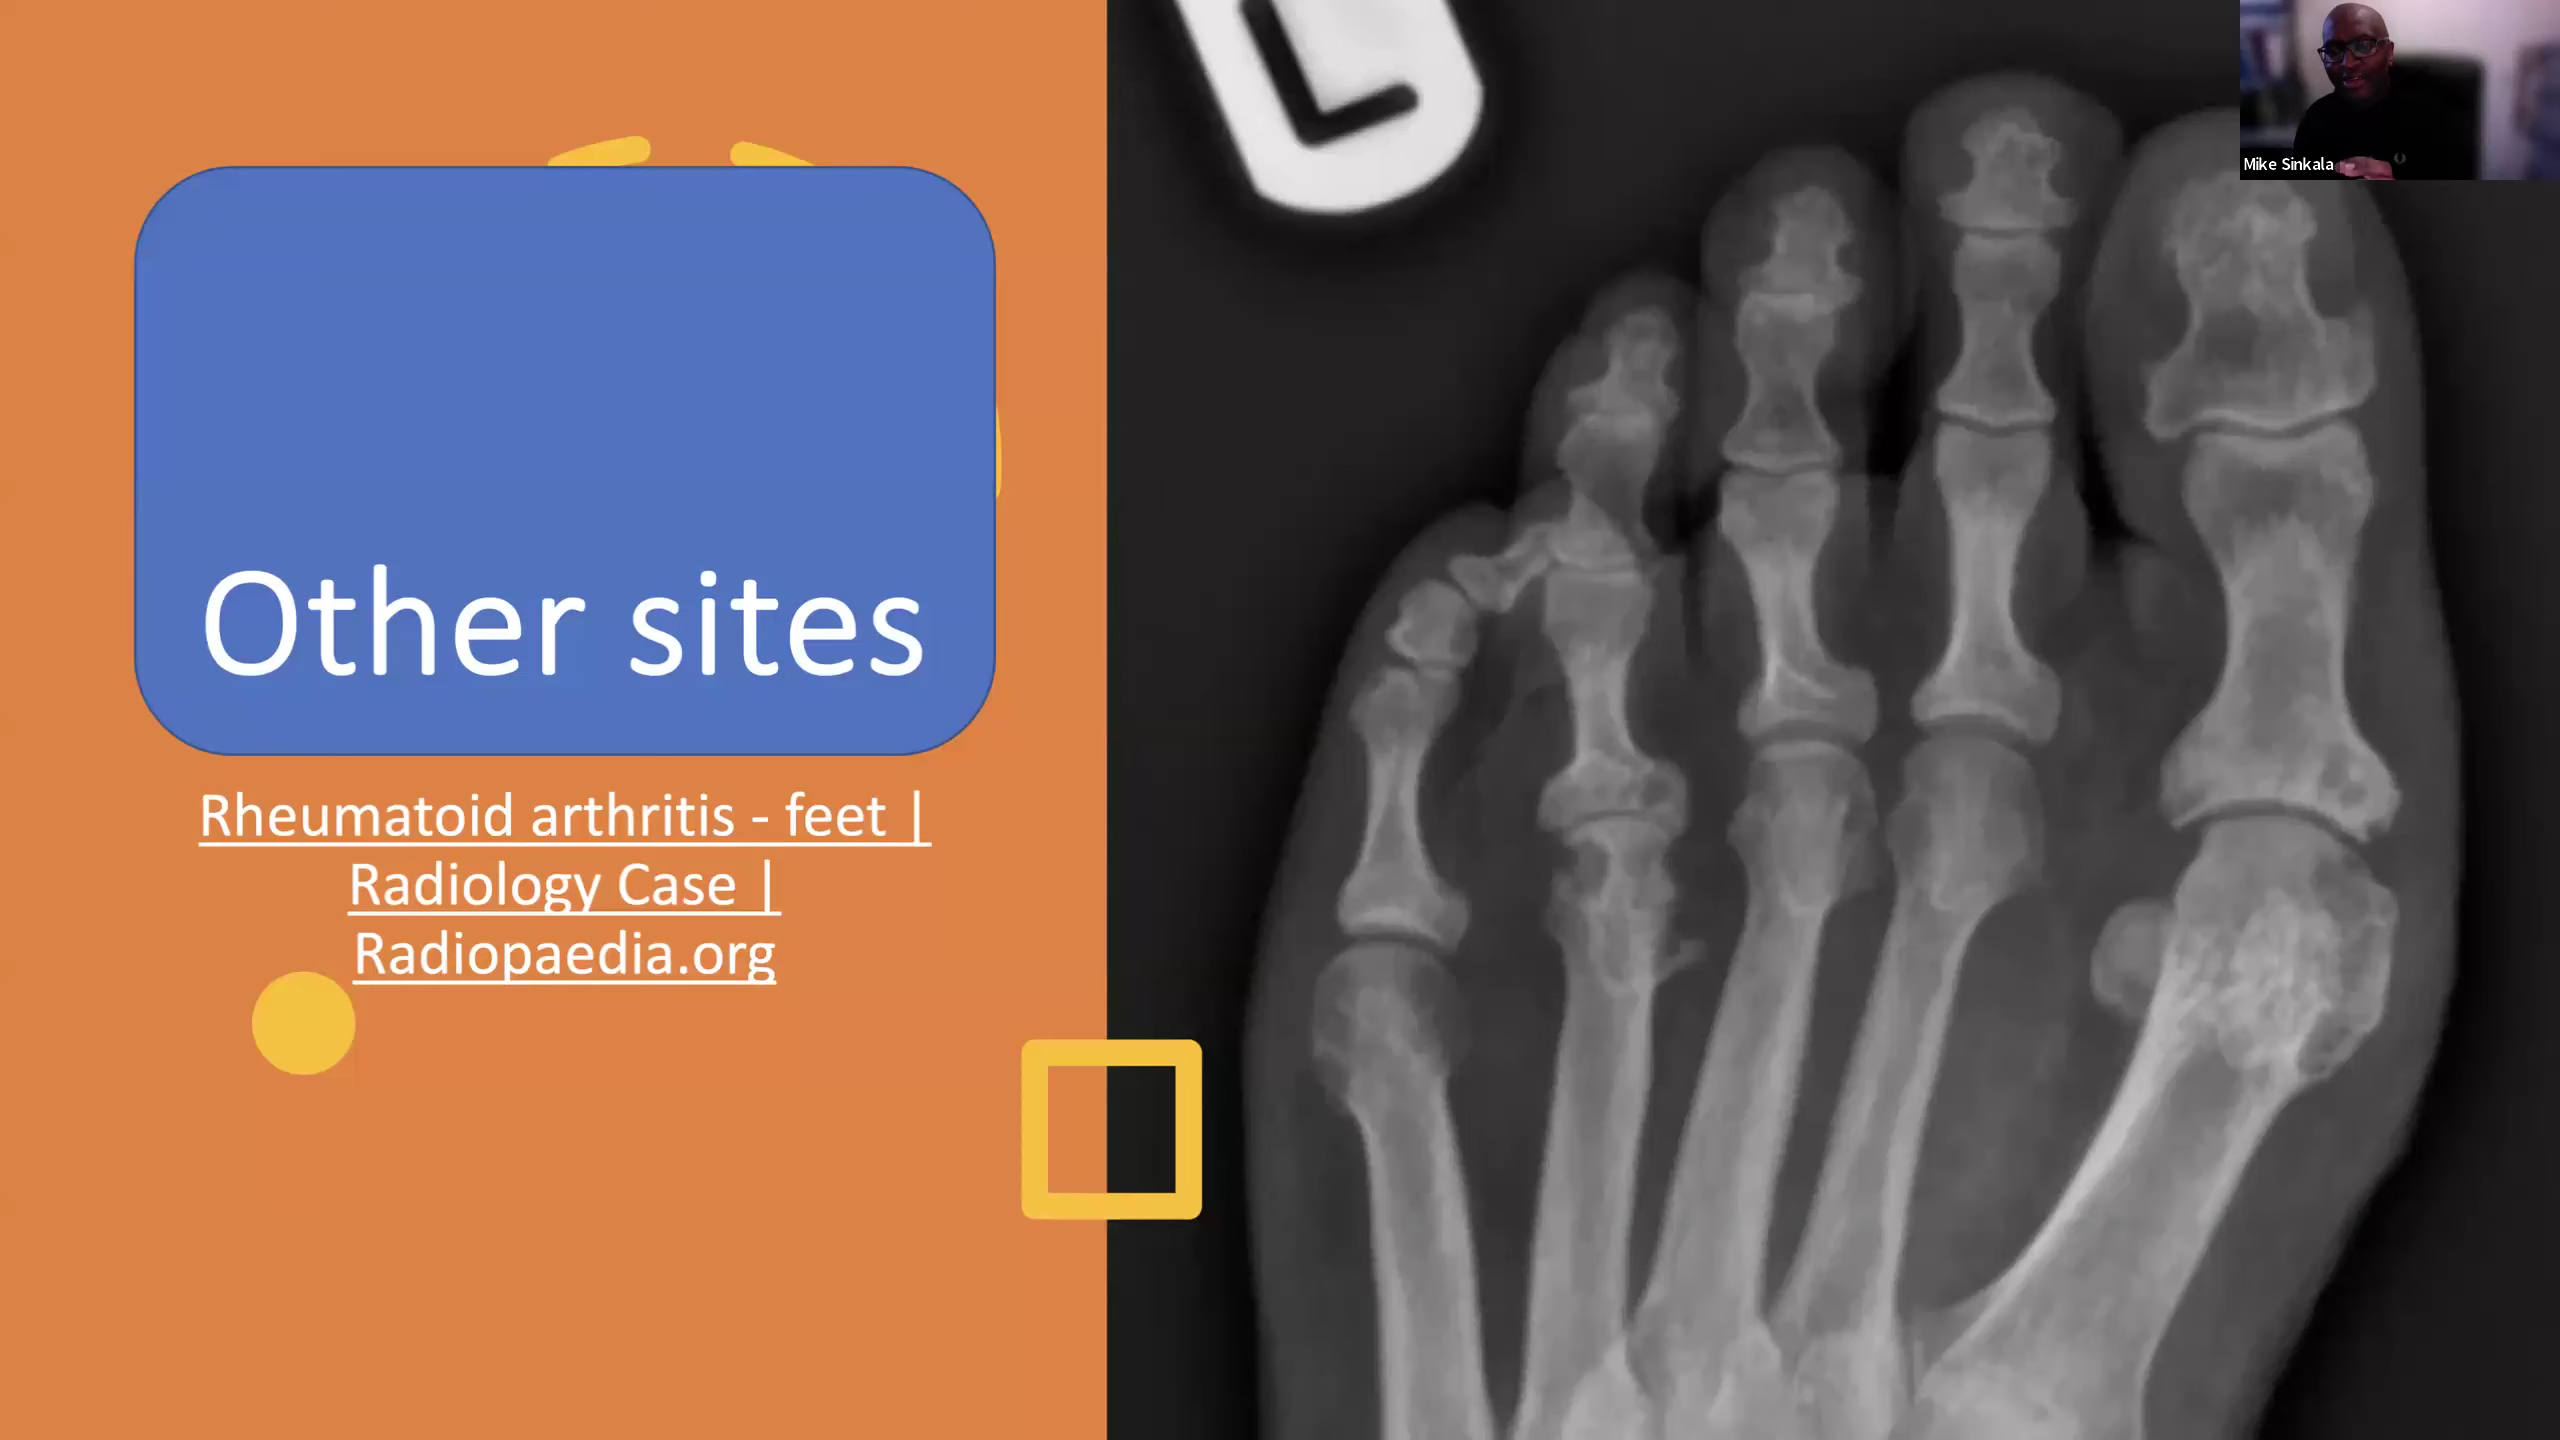 L
Mike Sinkala
Other sites
Rheumatoid arthritis - feet |
Radiology Case |
Radiopaedia.org